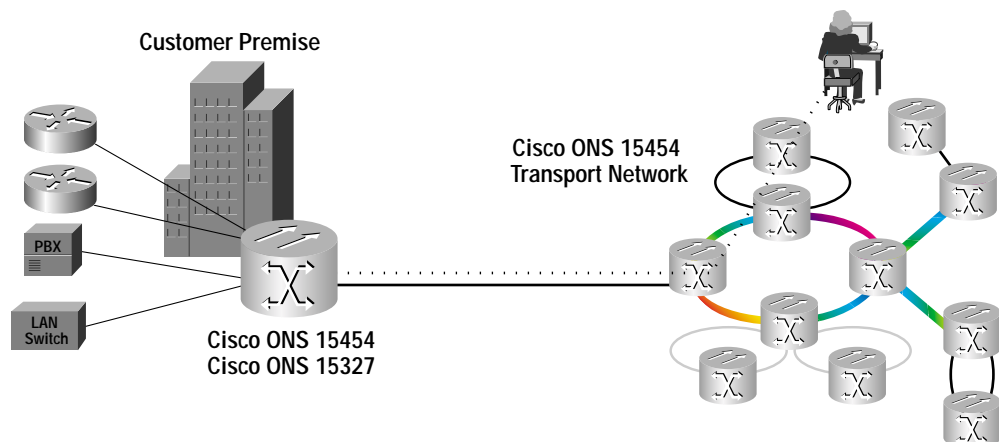 Customer Premise
Cisco ONS 15454
Transport Network
PBX
LAN
Switch
Cisco ONS 15454
Cisco ONS 15327